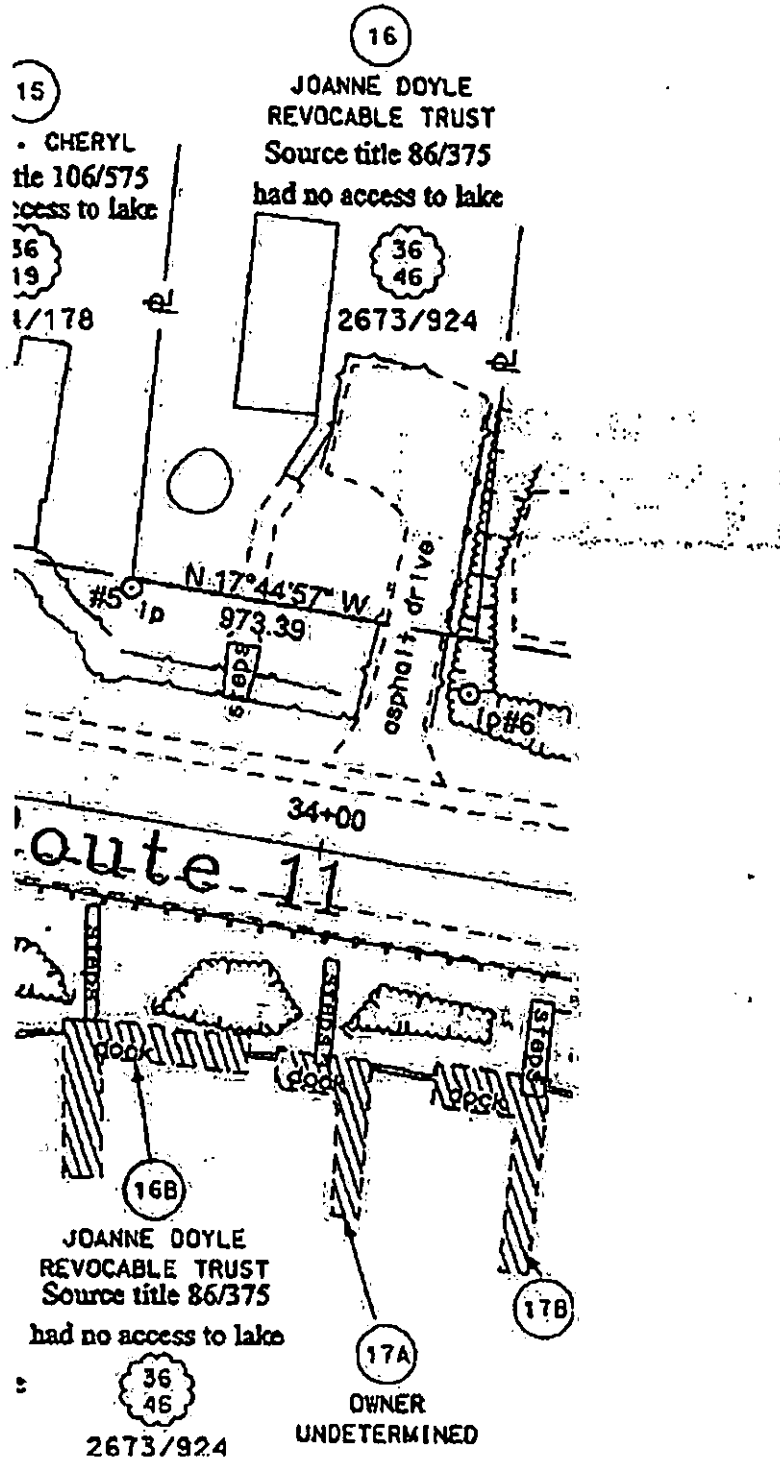 16
JOANNE DOYLE
REVOCABLE TRUST
Source title 86/375
had no access to lake
36
46
2673/924
15
. CHERYL
tle 106/575
ccess to lake
36
19
1/178
P
P
N 17°44'57" W
973.39
#5
ip
steps
asphalt drive
ip#6
34+00
oute 11
steps
steps
steps
dock
dock
dock
16B
JOANNE DOYLE
REVOCABLE TRUST
Source title 86/375
had no access to lake
36
46
2673/924
17A
OWNER
UNDETERMINED
17B